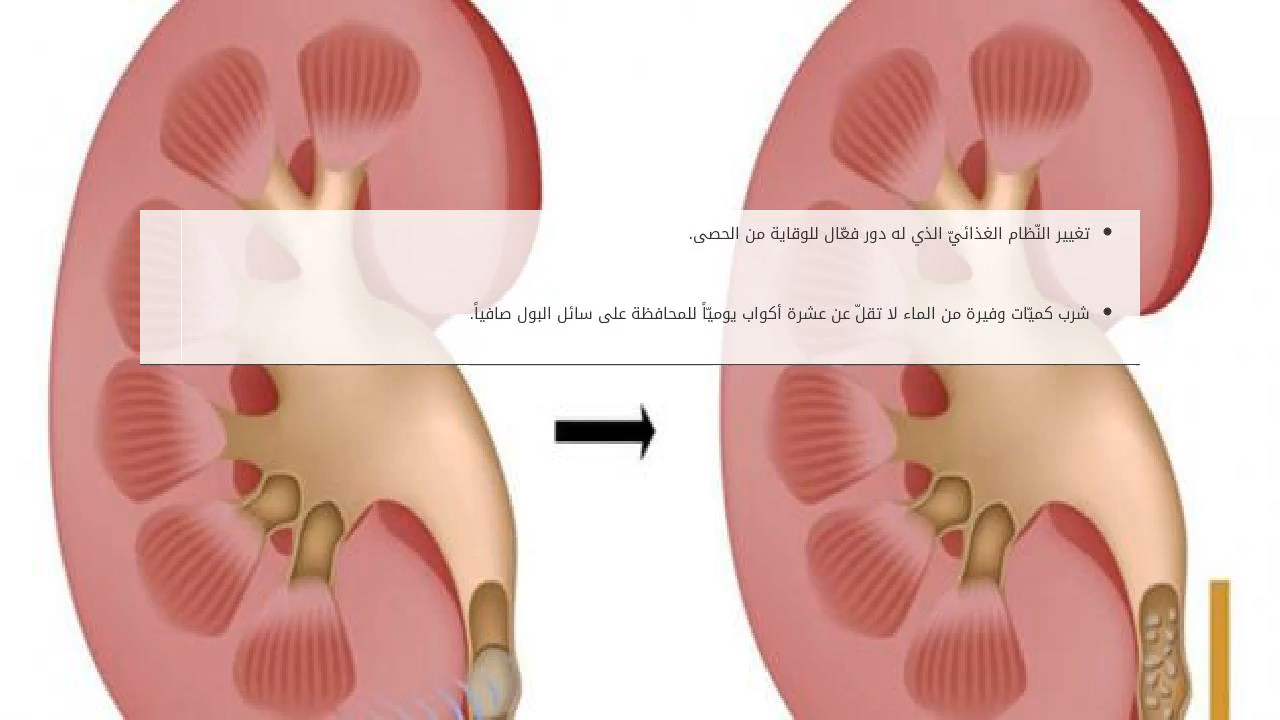 • تغيير النّظام الغذائيّ الذي له دور فعّال للوقاية من الحصى.
• شرب كميّات وفيرة من الماء لا تقلّ عن عشرة أكواب يوميّاً للمحافظة على سائل البول صافياً.